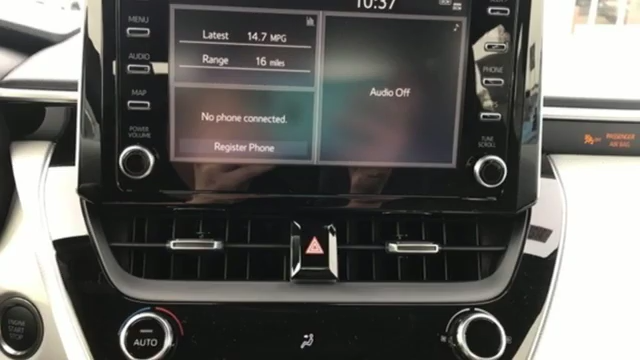 10:37
MENU
Latest 14.7 MPG
AUDIO
Range 16 miles
Audio Off
PHONE
MAP
No phone connected.
POWER
VOLUME
Register Phone
TUNE
SCROLL
PASSENGER
AIR BAG
ENGINE
START
STOP
AUTO